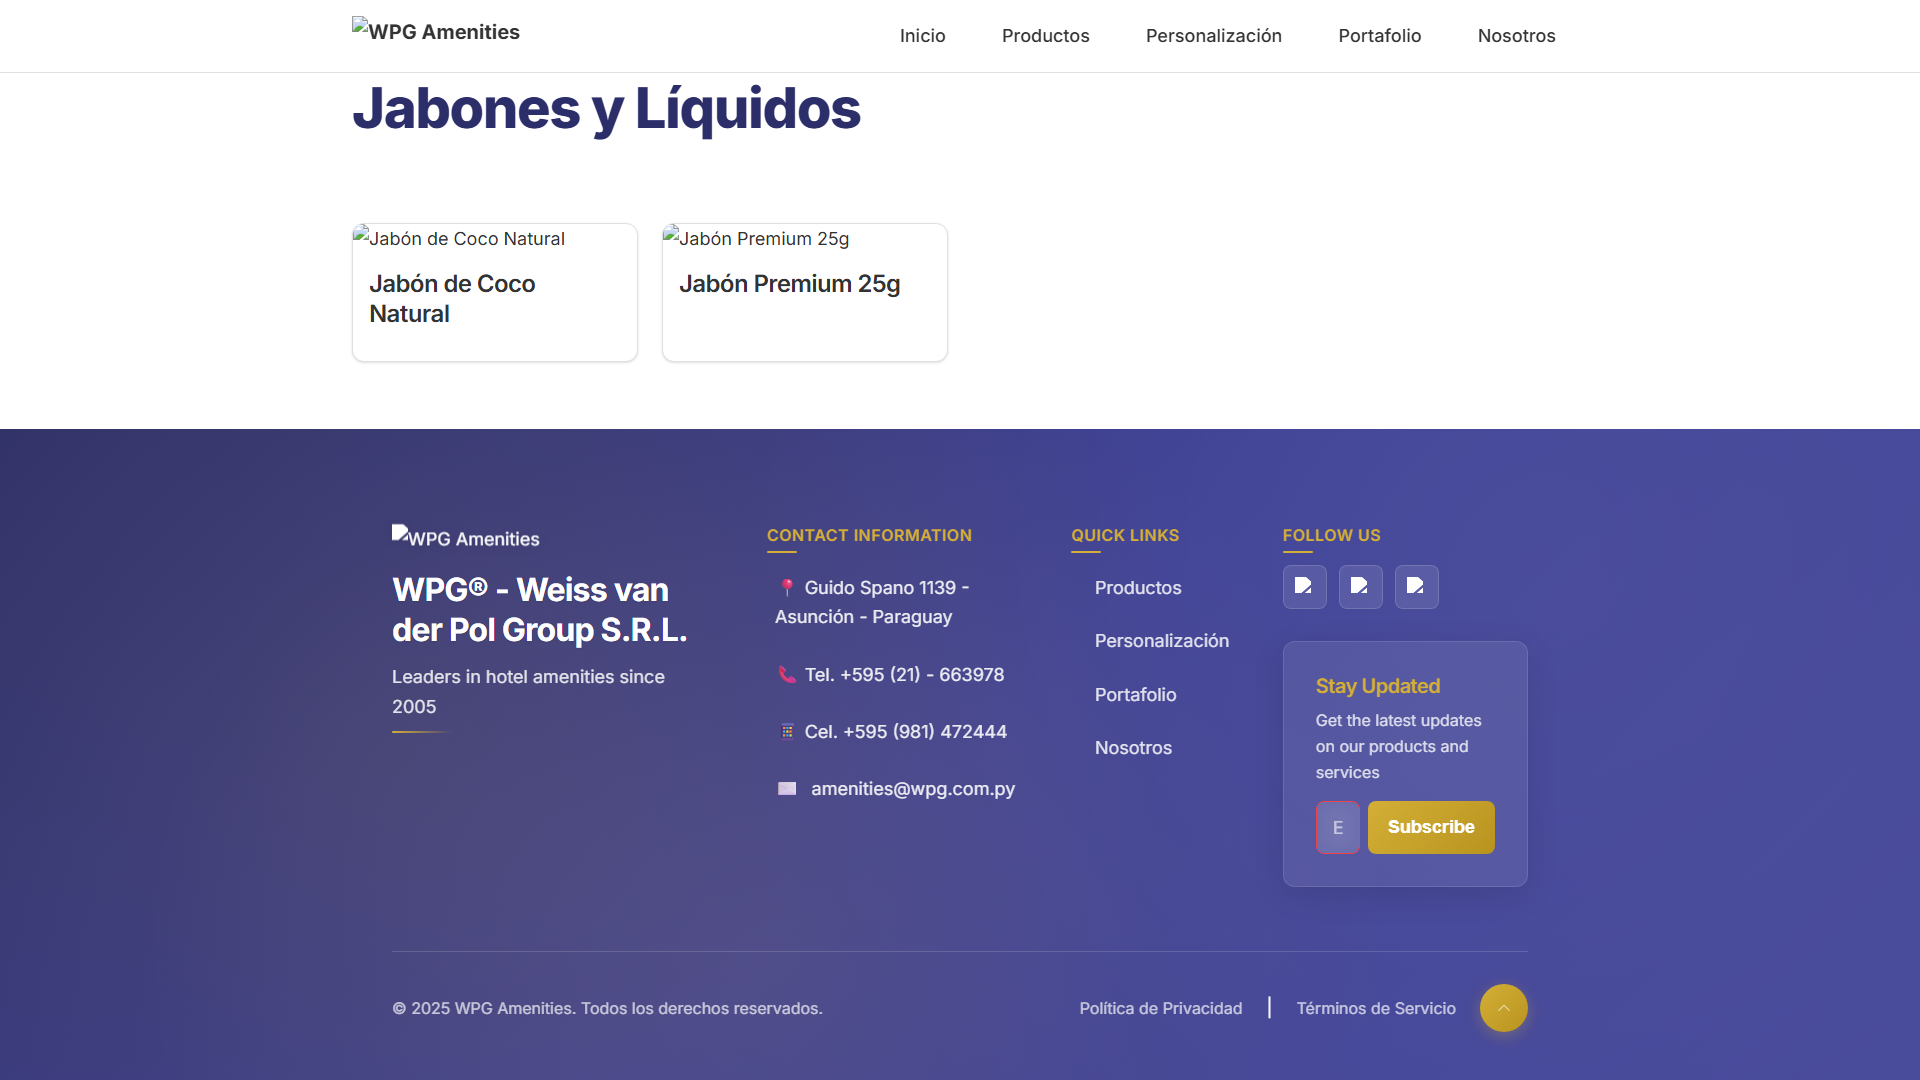 WPG Amenities
Inicio
Productos
Personalización
Portafolio
Nosotros
Jabones y Líquidos
Jabón de Coco Natural
Jabón de Coco
Natural
Jabón Premium 25g
Jabón Premium 25g
WPG Amenities
WPG® - Weiss van
der Pol Group S.R.L.
Leaders in hotel amenities since
2005
CONTACT INFORMATION
Guido Spano 1139 -
Asunción - Paraguay
Tel. +595 (21) - 663978
Cel. +595 (981) 472444
amenities@wpg.com.py
QUICK LINKS
Productos
Personalización
Portafolio
Nosotros
FOLLOW US
Stay Updated
Get the latest updates
on our products and
services
E
Subscribe
© 2025 WPG Amenities. Todos los derechos reservados.
Política de Privacidad
|
Términos de Servicio